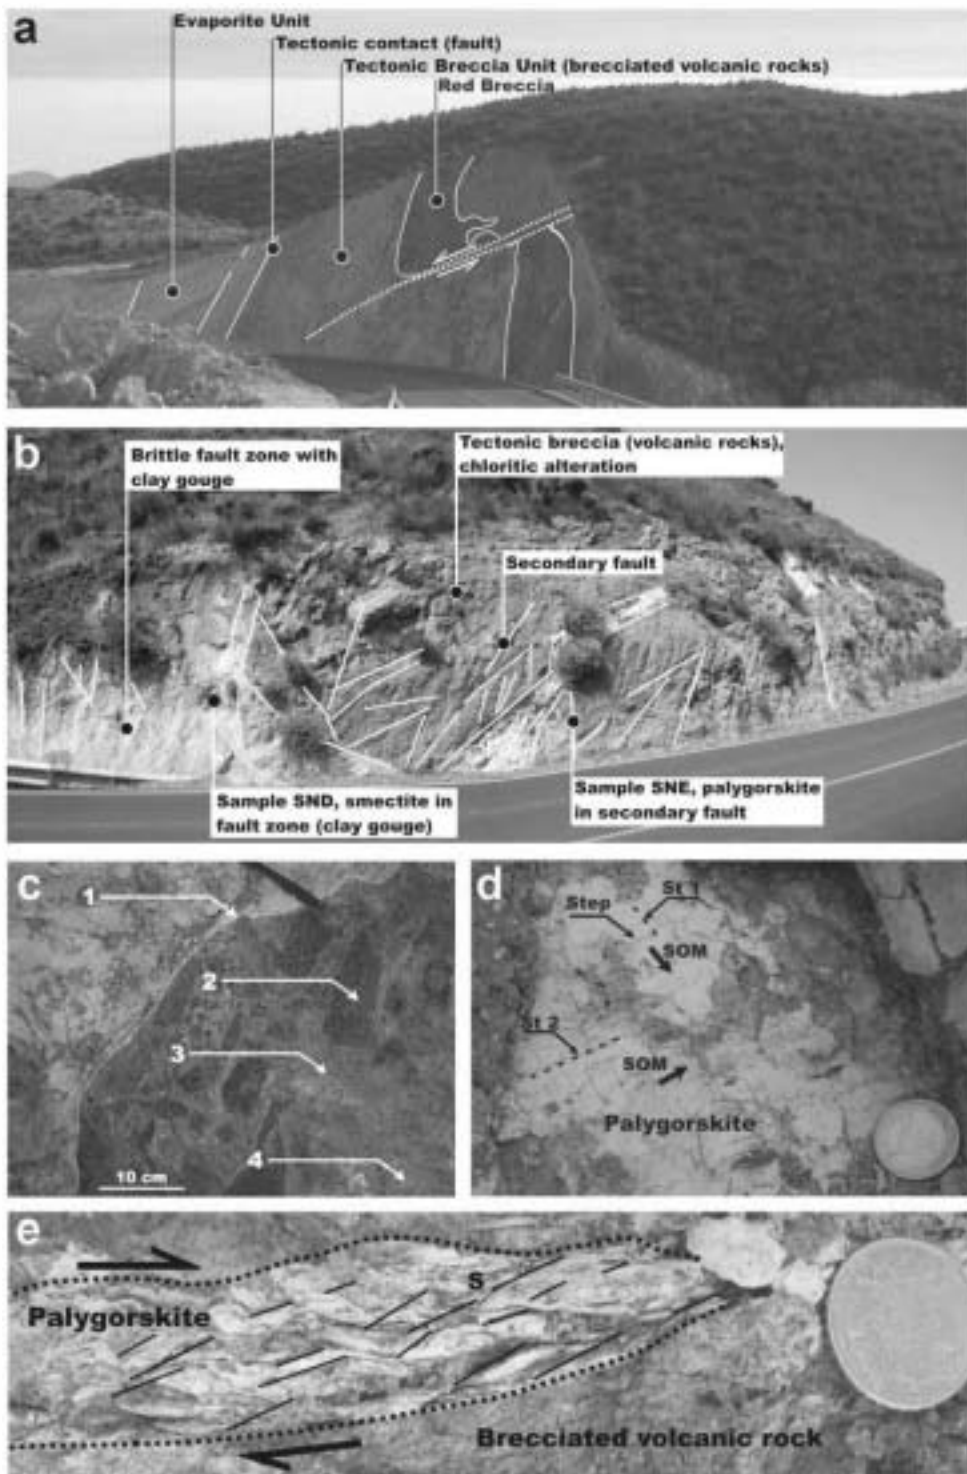 a
Evaporite Unit
Tectonic contact (fault)
Tectonic Breccia Unit (brecciated volcanic rocks)
Red Breccia
b
Brittle fault zone with
clay gouge
Tectonic breccia (volcanic rocks),
chloritic alteration
Secondary fault
Sample SND, smectite in
fault zone (clay gouge)
Sample SNE, palygorskite
in secondary fault
c
1
2
3
4
10 cm
d
Step
St 1
SOM
St 2
SOM
Palygorskite
e
S
Palygorskite
Brecciated volcanic rock